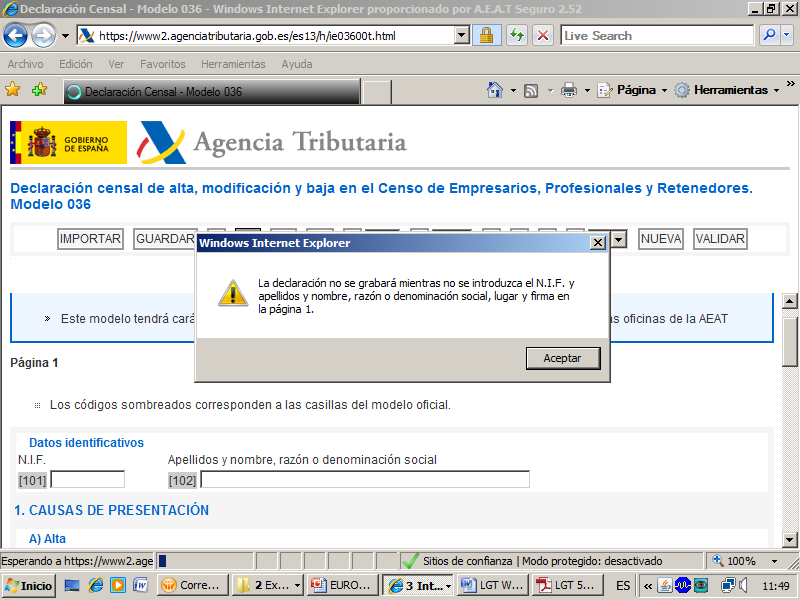 Declaración Censal - Modelo 036 - Windows Internet Explorer proporcionado por A.E.A.T Seguro 2.52
https://www2.agenciatributaria.gob.es/es13/h/ie03600t.html
Live Search
Archivo Edición Ver Favoritos Herramientas Ayuda
Declaración Censal - Modelo 036
Página Herramientas »
GOBIERNO
DE ESPAÑA
Agencia Tributaria
Declaración censal de alta, modificación y baja en el Censo de Empresarios, Profesionales y Retenedores.
Modelo 036
IMPORTAR GUARDAR NUEVA VALIDAR
Windows Internet Explorer
La declaración no se grabará mientras no se introduzca el N.I.F. y
apellidos y nombre, razón o denominación social, lugar y firma en
la página 1.
Aceptar
Este modelo tendrá cará as oficinas de la AEAT
Página 1
Los códigos sombreados corresponden a las casillas del modelo oficial.
Datos identificativos
N.I.F. Apellidos y nombre, razón o denominación social
[101] [102]
1. CAUSAS DE PRESENTACIÓN
A) Alta
Esperando a https://www2.age Sitios de confianza | Modo protegido: desactivado 100%
Inicio Corre... 2 Ex... EURO... 3 Int... LGT W... LGT 5... ES « 11:49